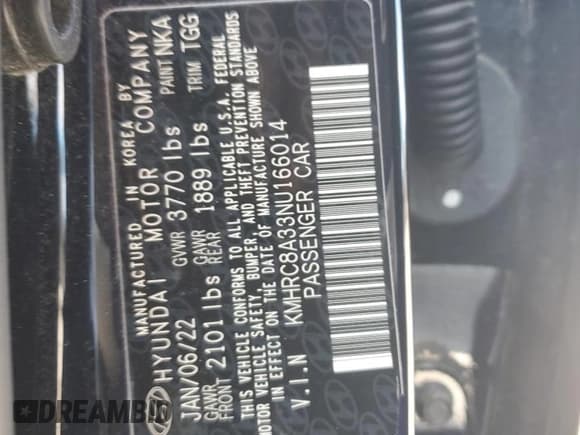 MANUFACTURED IN KOREA BY
HYUNDAI MOTOR COMPANY
JAN/06/22 GVWR 3770 lbs PAINT NKA
GAWR FRONT 2101 lbs GAWR REAR 1889 lbs TRIM TGG
THIS VEHICLE CONFORMS TO ALL APPLICABLE U.S.A. FEDERAL
MOTOR VEHICLE SAFETY, BUMPER, AND THEFT PREVENTION STANDARDS
IN EFFECT ON THE DATE OF MANUFACTURE SHOWN ABOVE
V.I.N KMHRC8A33NU166014
PASSENGER CAR
DREAMBID